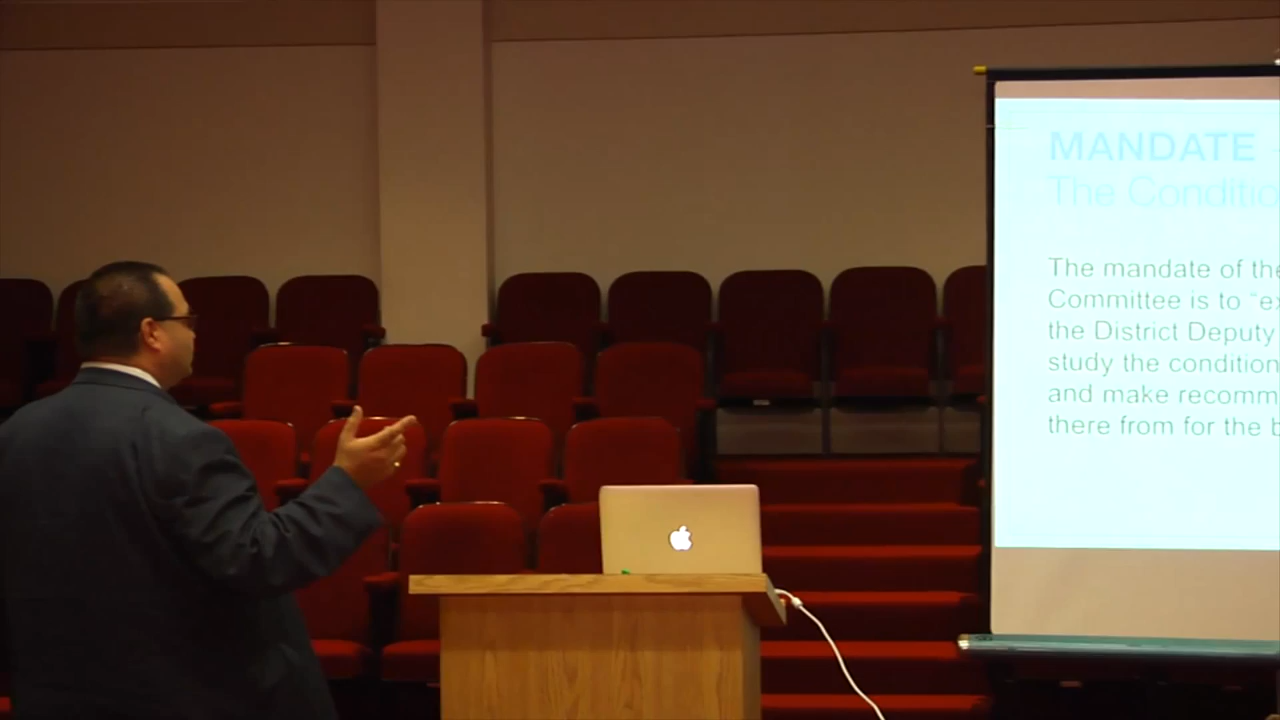 MANDATE -
The Conditio
The mandate of the
Committee is to "ex
the District Deputy
study the condition
and make recomm
there from for the b